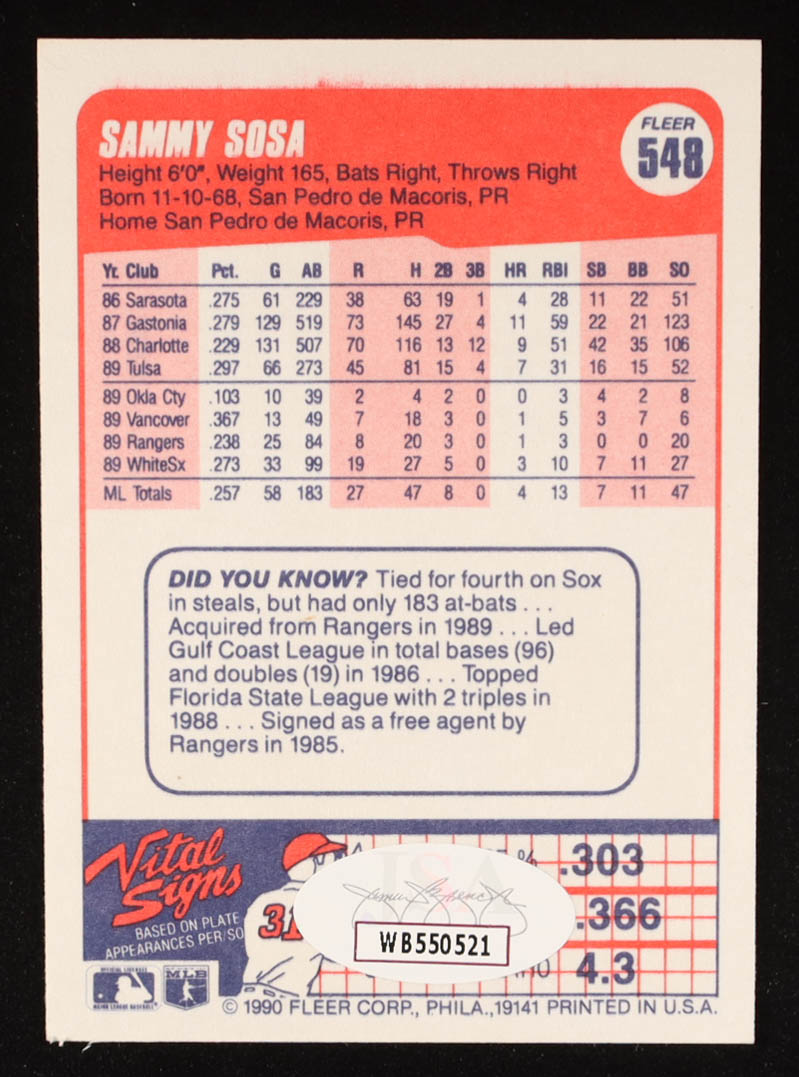 SAMMY SOSA
FLEER
548
Height 6'0", Weight 165, Bats Right, Throws Right
Born 11-10-68, San Pedro de Macoris, PR
Home San Pedro de Macoris, PR
Yr. Club Pct. G AB R H 2B 3B HR RBI SB BB SO
86 Sarasota .275 61 229 38 63 19 1 4 28 11 22 51
87 Gastonia .279 129 519 73 145 27 4 11 59 22 21 123
88 Charlotte .229 131 507 70 116 13 12 9 51 42 35 106
89 Tulsa .297 66 273 45 81 15 4 7 31 16 15 52
89 Okla Cty .103 10 39 2 4 2 0 0 3 4 2 8
89 Vancover .367 13 49 7 18 3 0 1 5 3 7 6
89 Rangers .238 25 84 8 20 3 0 1 3 0 0 20
89 WhiteSx .273 33 99 19 27 5 0 3 10 7 11 27
ML Totals .257 58 183 27 47 8 0 4 13 7 11 47
DID YOU KNOW? Tied for fourth on Sox
in steals, but had only 183 at-bats . . .
Acquired from Rangers in 1989 . . . Led
Gulf Coast League in total bases (96)
and doubles (19) in 1986 . . . Topped
Florida State League with 2 triples in
1988 . . . Signed as a free agent by
Rangers in 1985.
Vital
Signs
BASED ON PLATE
APPEARANCES PER/SO
31
% .303
.366
4.3
JSA
WB550521
MLB
MAJOR LEAGUE BASEBALL
© 1990 FLEER CORP., PHILA.,19141 PRINTED IN U.S.A.